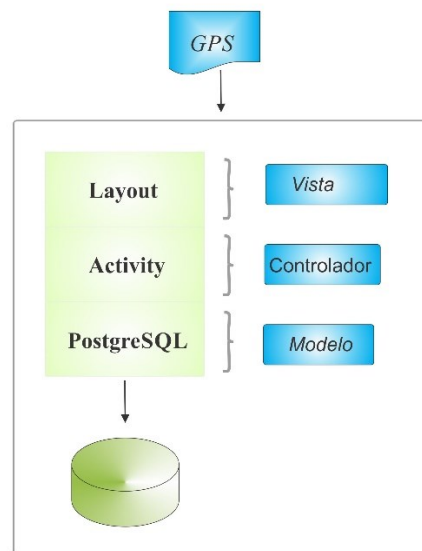 GPS
Layout
Vista
Activity
Controlador
PostgreSQL
Modelo